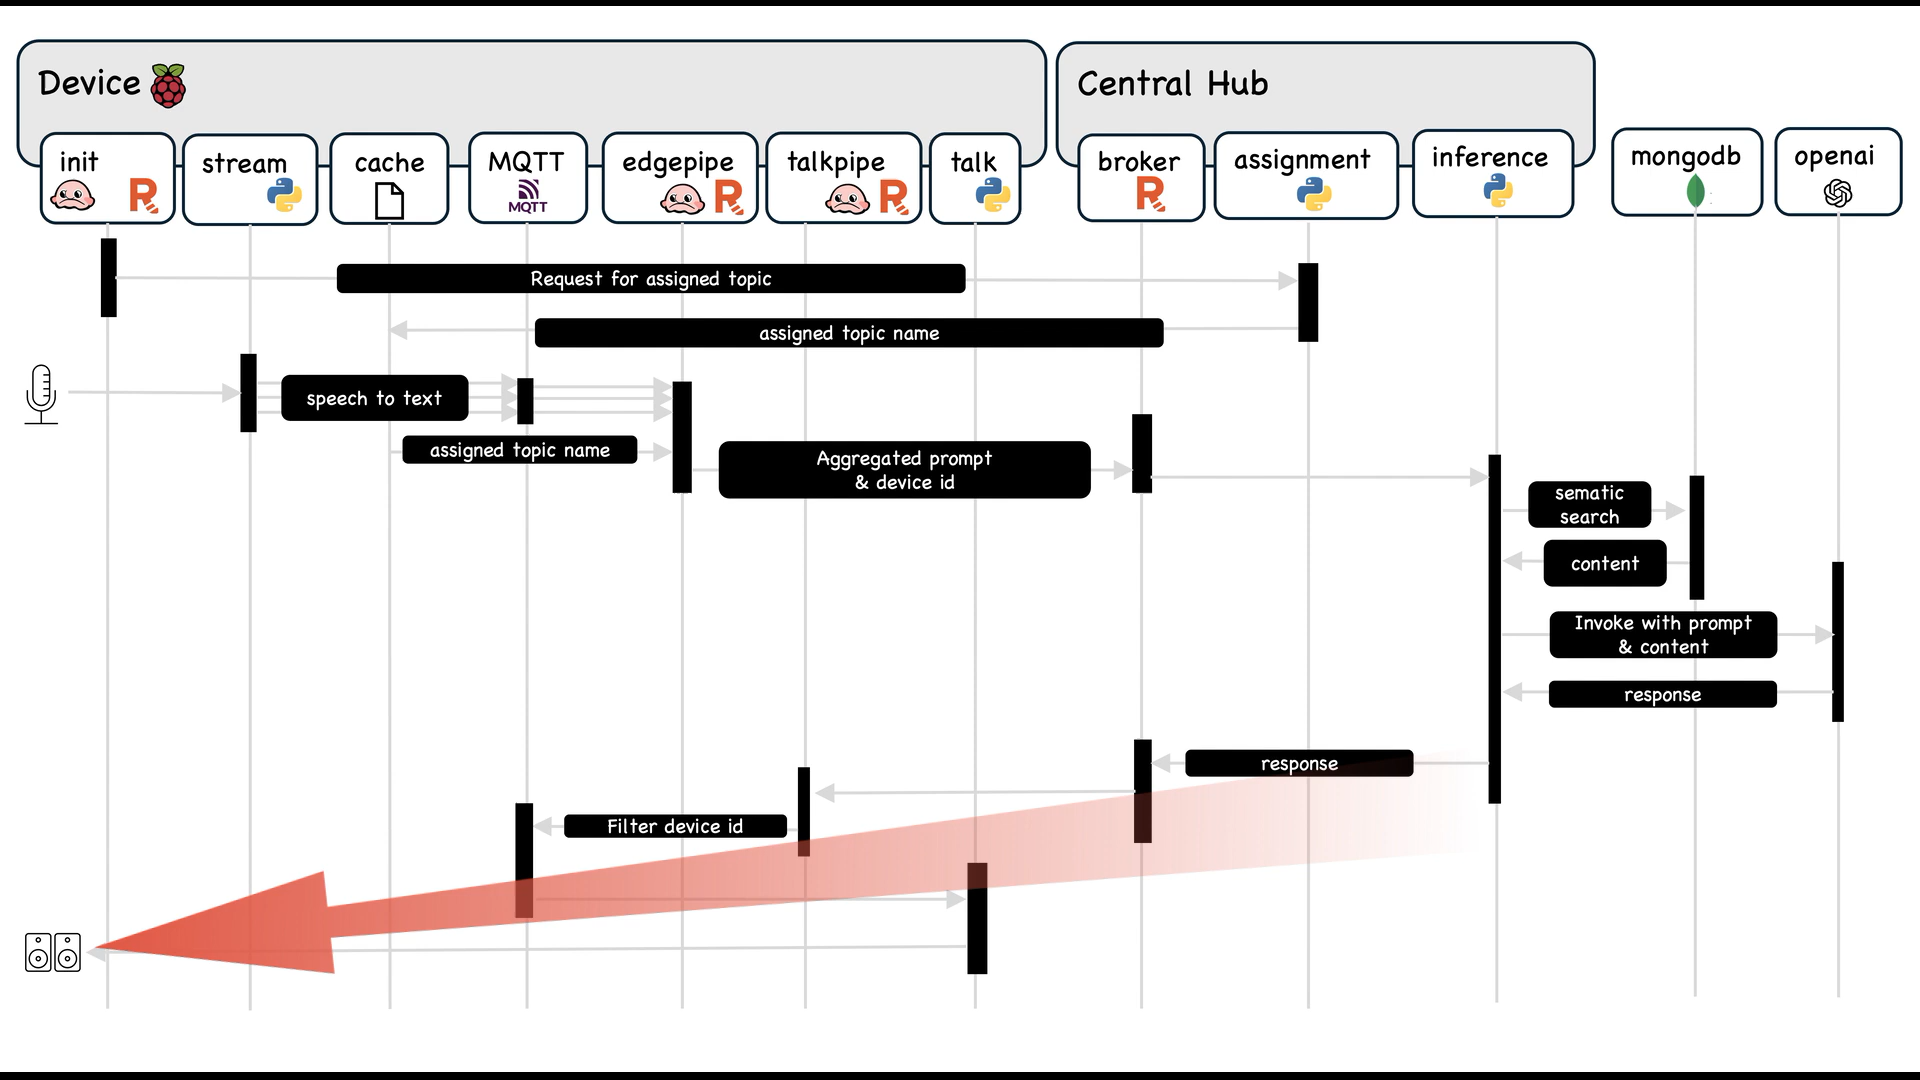 Device
Central Hub
init
stream
cache
MQTT
edgepipe
talkpipe
talk
broker
assignment
inference
mongodb
openai
R
MQTT
R
R
R
Request for assigned topic
assigned topic name
speech to text
assigned topic name
Aggregated prompt
& device id
sematic
search
content
Invoke with prompt
& content
response
response
Filter device id